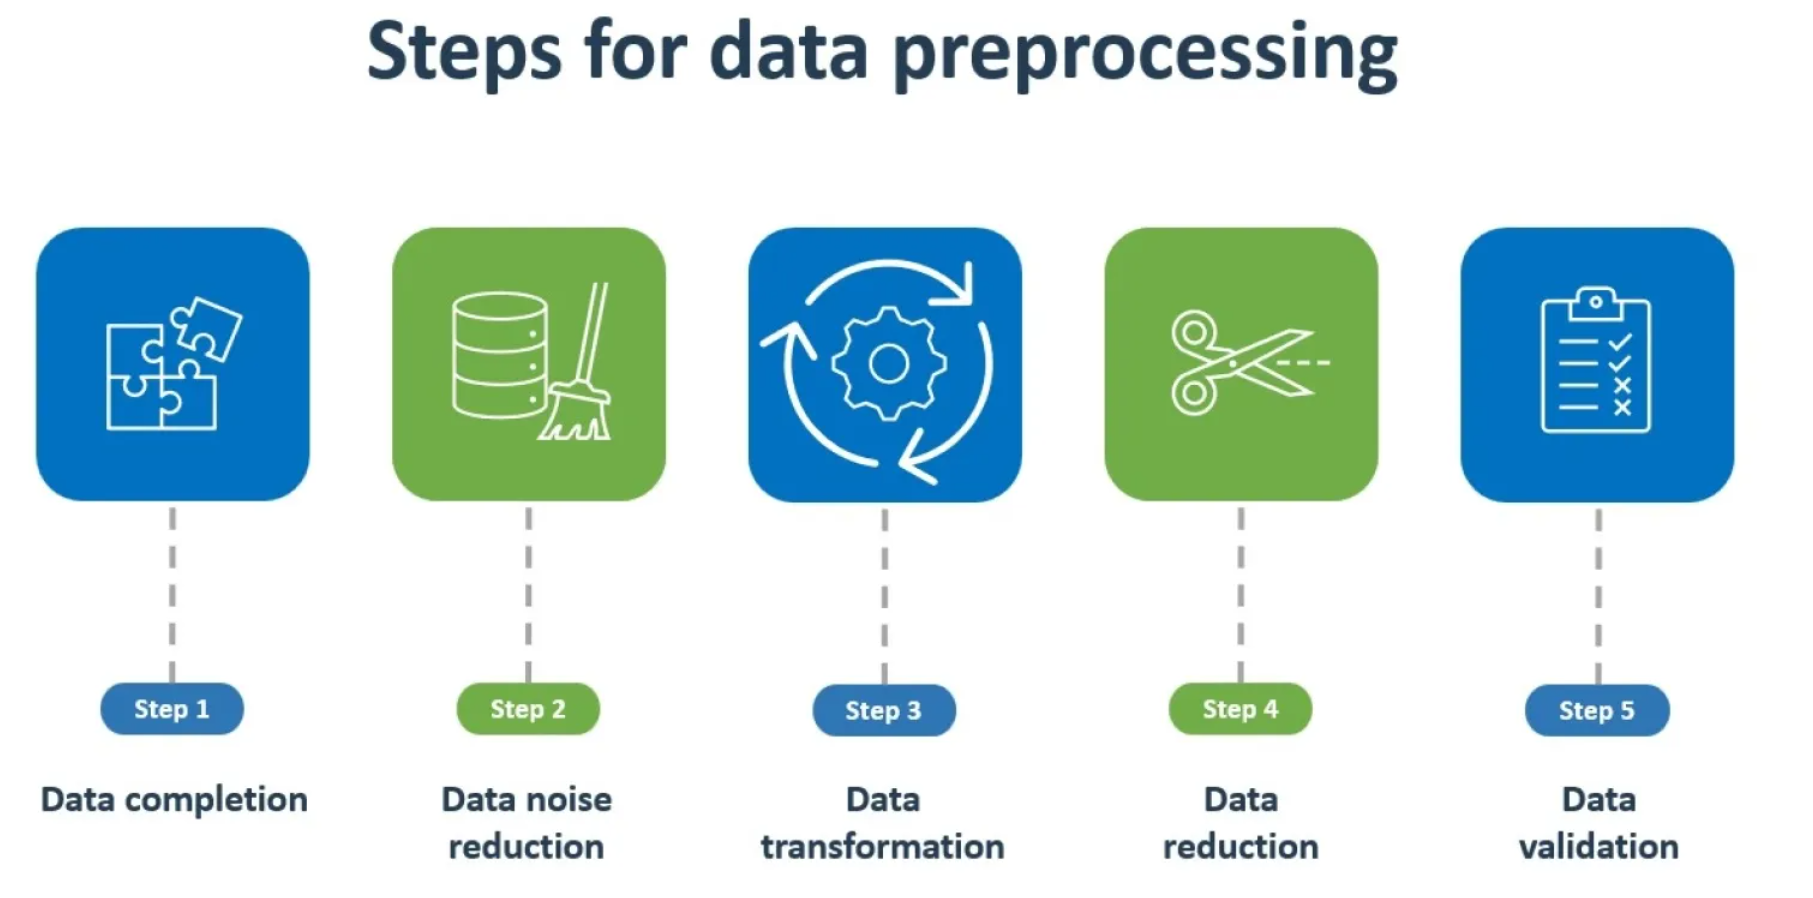 Steps for data preprocessing
Step 1
Data completion
Step 2
Data noise
reduction
Step 3
Data
transformation
Step 4
Data
reduction
Step 5
Data
validation